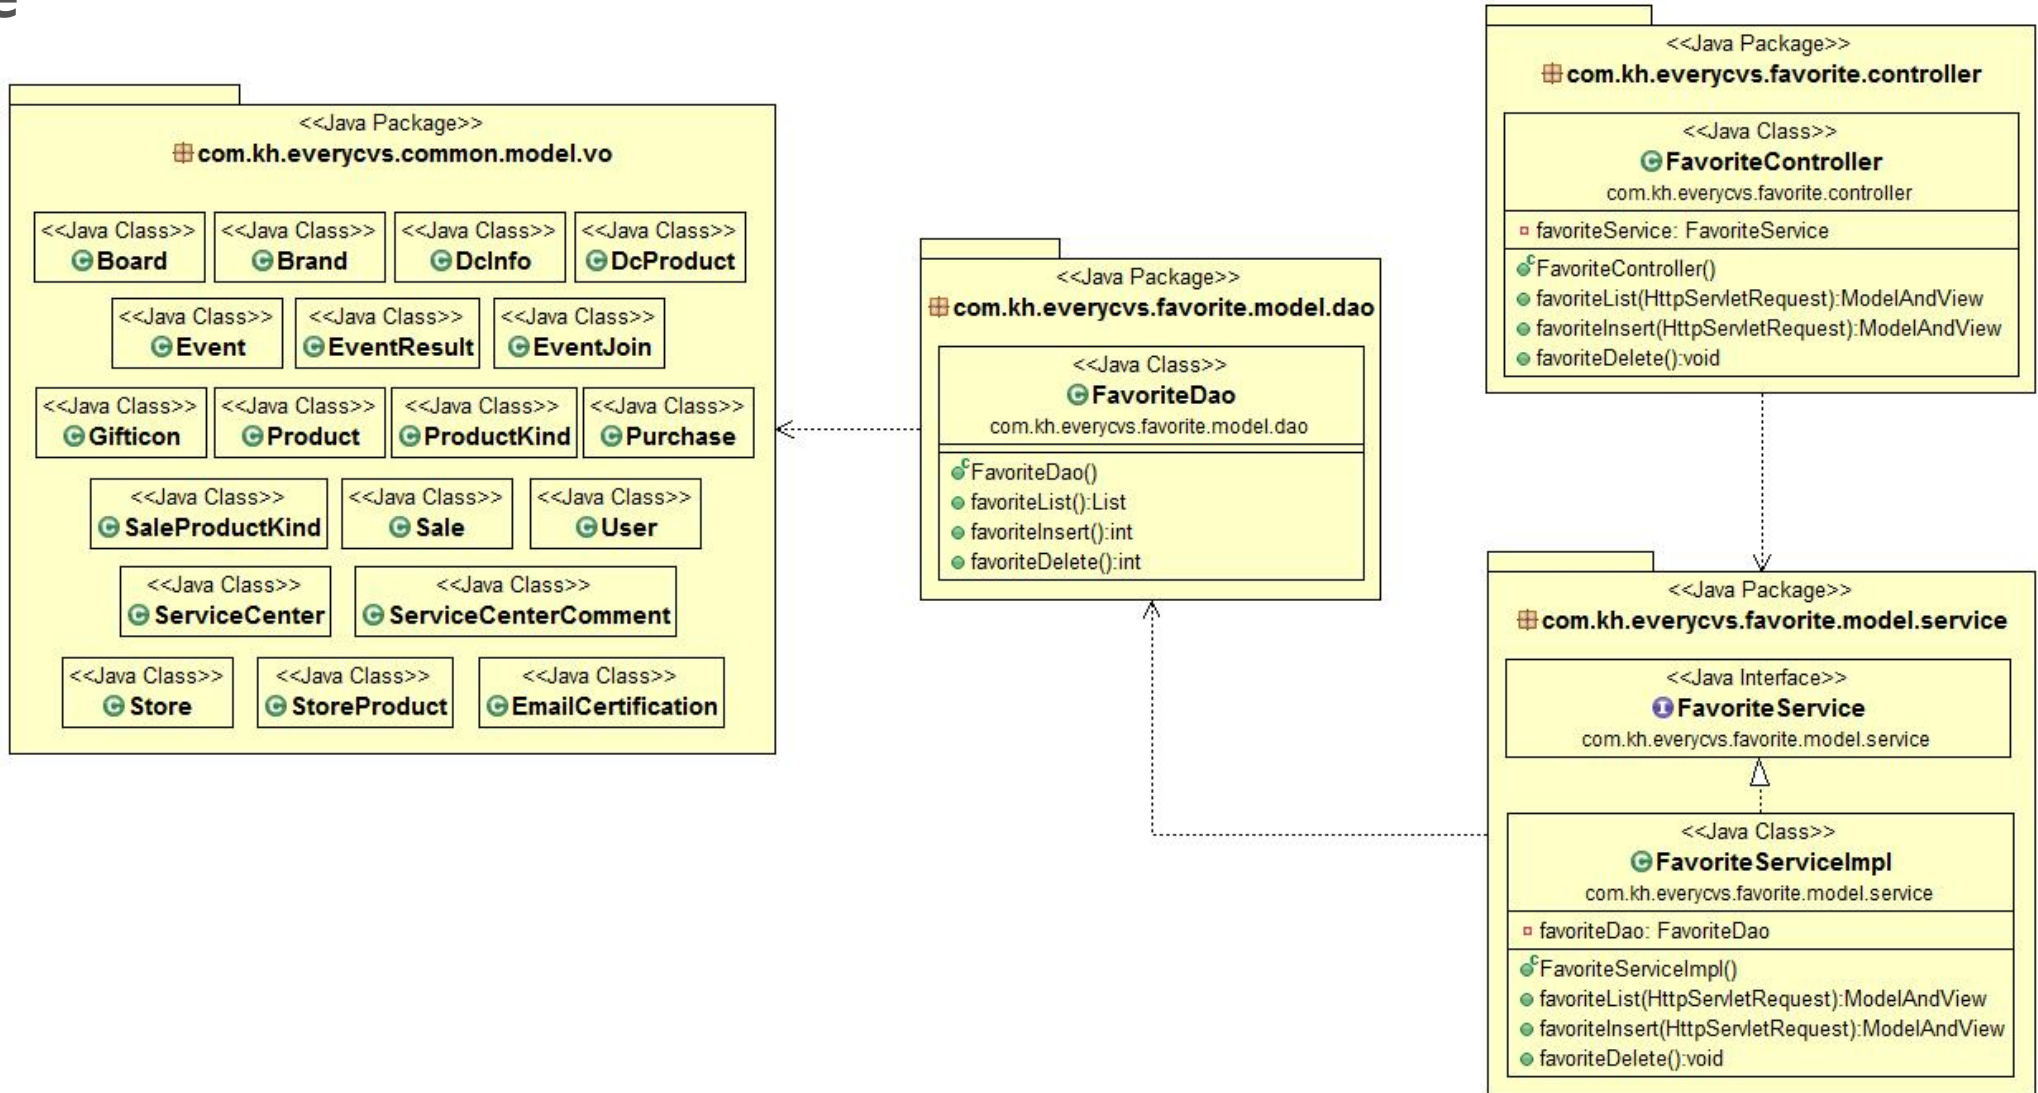 <<Java Package>>
com.kh.everycvs.common.model.vo
<<Java Class>> <<Java Class>> <<Java Class>> <<Java Class>>
Board Brand DcInfo DcProduct
<<Java Class>> <<Java Class>> <<Java Class>>
Event EventResult EventJoin
<<Java Class>> <<Java Class>> <<Java Class>> <<Java Class>>
Gifticon Product ProductKind Purchase
<<Java Class>> <<Java Class>> <<Java Class>>
SaleProductKind Sale User
<<Java Class>> <<Java Class>>
ServiceCenter ServiceCenterComment
<<Java Class>> <<Java Class>> <<Java Class>>
Store StoreProduct EmailCertification
<<Java Package>>
com.kh.everycvs.favorite.model.dao
<<Java Class>>
FavoriteDao
com.kh.everycvs.favorite.model.dao
FavoriteDao()
favoriteList():List
favoriteInsert():int
favoriteDelete():int
<<Java Package>>
com.kh.everycvs.favorite.controller
<<Java Class>>
FavoriteController
com.kh.everycvs.favorite.controller
favoriteService: FavoriteService
FavoriteController()
favoriteList(HttpServletRequest):ModelAndView
favoriteInsert(HttpServletRequest):ModelAndView
favoriteDelete():void
<<Java Package>>
com.kh.everycvs.favorite.model.service
<<Java Interface>>
FavoriteService
com.kh.everycvs.favorite.model.service
<<Java Class>>
FavoriteServiceImpl
com.kh.everycvs.favorite.model.service
favoriteDao: FavoriteDao
FavoriteServiceImpl()
favoriteList(HttpServletRequest):ModelAndView
favoriteInsert(HttpServletRequest):ModelAndView
favoriteDelete():void